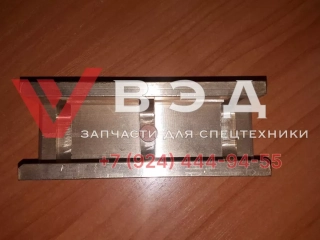 ВЭД
ЗАПЧАСТИ ДЛЯ СПЕЦТЕХНИКИ
+7 (924) 444-94-55